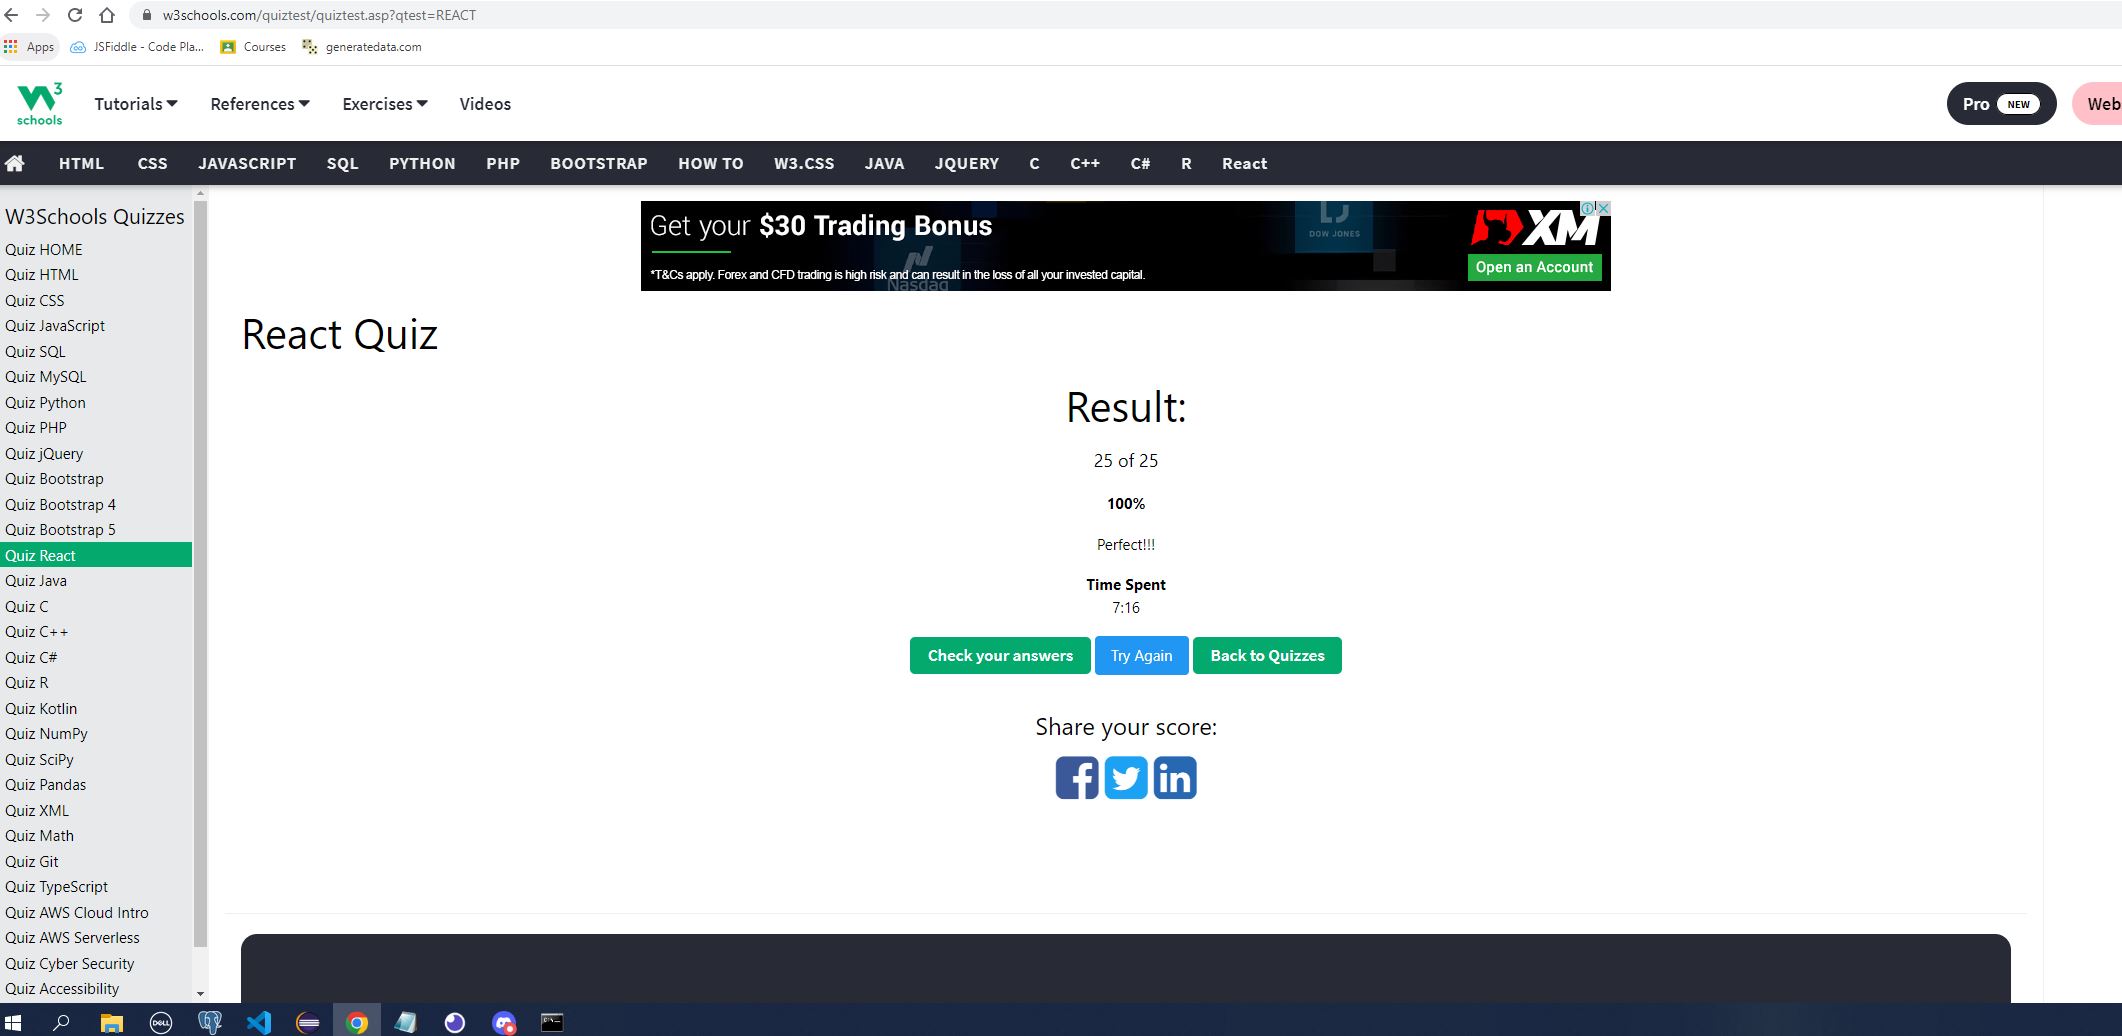 w3schools.com/quiztest/quiztest.asp?qtest=REACT
Apps JSFiddle - Code Pla... Courses generatedata.com
W3 schools Tutorials References Exercises Videos Pro NEW Web
HTML CSS JAVASCRIPT SQL PYTHON PHP BOOTSTRAP HOW TO W3.CSS JAVA JQUERY C C++ C# R React
W3Schools Quizzes
Quiz HOME
Quiz HTML
Quiz CSS
Quiz JavaScript
Quiz SQL
Quiz MySQL
Quiz Python
Quiz PHP
Quiz jQuery
Quiz Bootstrap
Quiz Bootstrap 4
Quiz Bootstrap 5
Quiz React
Quiz Java
Quiz C
Quiz C++
Quiz C#
Quiz R
Quiz Kotlin
Quiz NumPy
Quiz SciPy
Quiz Pandas
Quiz XML
Quiz Math
Quiz Git
Quiz TypeScript
Quiz AWS Cloud Intro
Quiz AWS Serverless
Quiz Cyber Security
Quiz Accessibility
Get your $30 Trading Bonus
*T&Cs apply. Forex and CFD trading is high risk and can result in the loss of all your invested capital.
Nasdaq
DOW JONES
XM
Open an Account
React Quiz
Result:
25 of 25
100%
Perfect!!!
Time Spent
7:16
Check your answers Try Again Back to Quizzes
Share your score:
f in
DELL